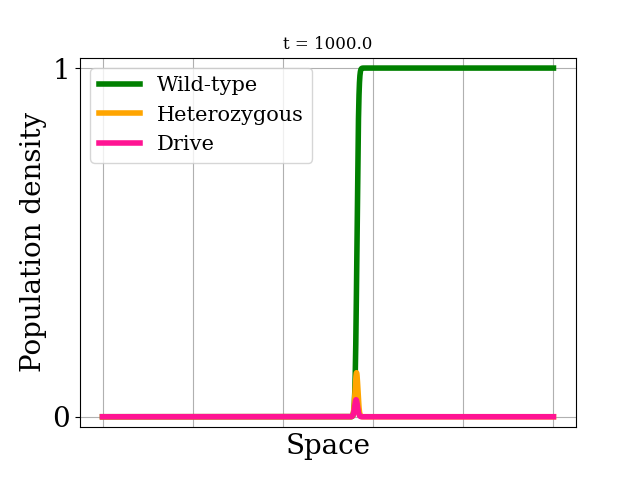 t = 1000.0
1
Wild-type
Heterozygous
Drive
Population density
0
Space